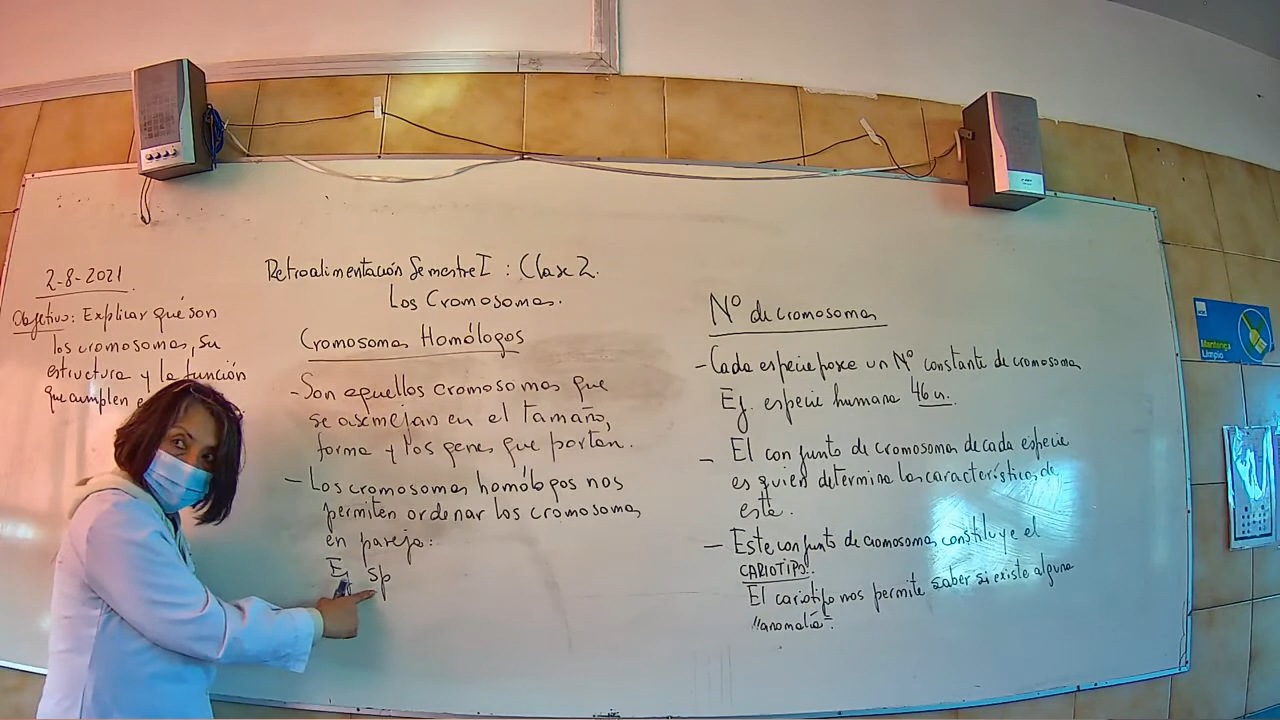 2-8-2021
Objetivo: Explicar qué son
los cromosomas, su
estructura y la función
que cumplen
Retroalimentación Semestre I : Clase 2.
Los Cromosomas.
Cromosomas Homólogos
- Son aquellos cromosomas que
se asemejan en el tamaño,
forma y los genes que portan.
- Los cromosomas homólogos nos
permiten ordenar los cromosomas
en pareja:
Ej sp
Nº de cromosomas
- Cada especie posee un Nº constante de cromosomas
Ej. especie humana 46 cr.
- El conjunto de cromosomas de cada especie
es quien determina las características de
esta.
- Este conjunto de cromosomas constituye el
CARIOTIPO.
El cariotipo nos permite saber si existe alguna
"anomalía".
Mantenga
Limpio